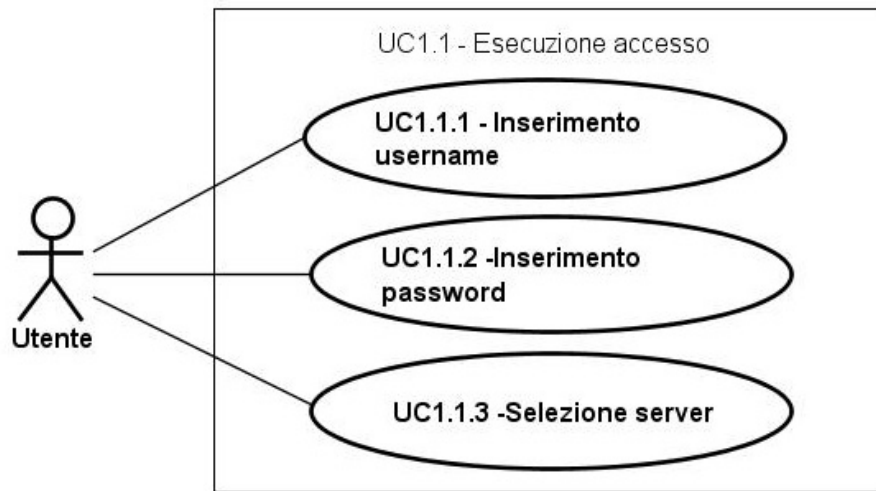 UC1.1 - Esecuzione accesso
UC1.1.1 - Inserimento
username
UC1.1.2 -Inserimento
password
Utente
UC1.1.3 -Selezione server